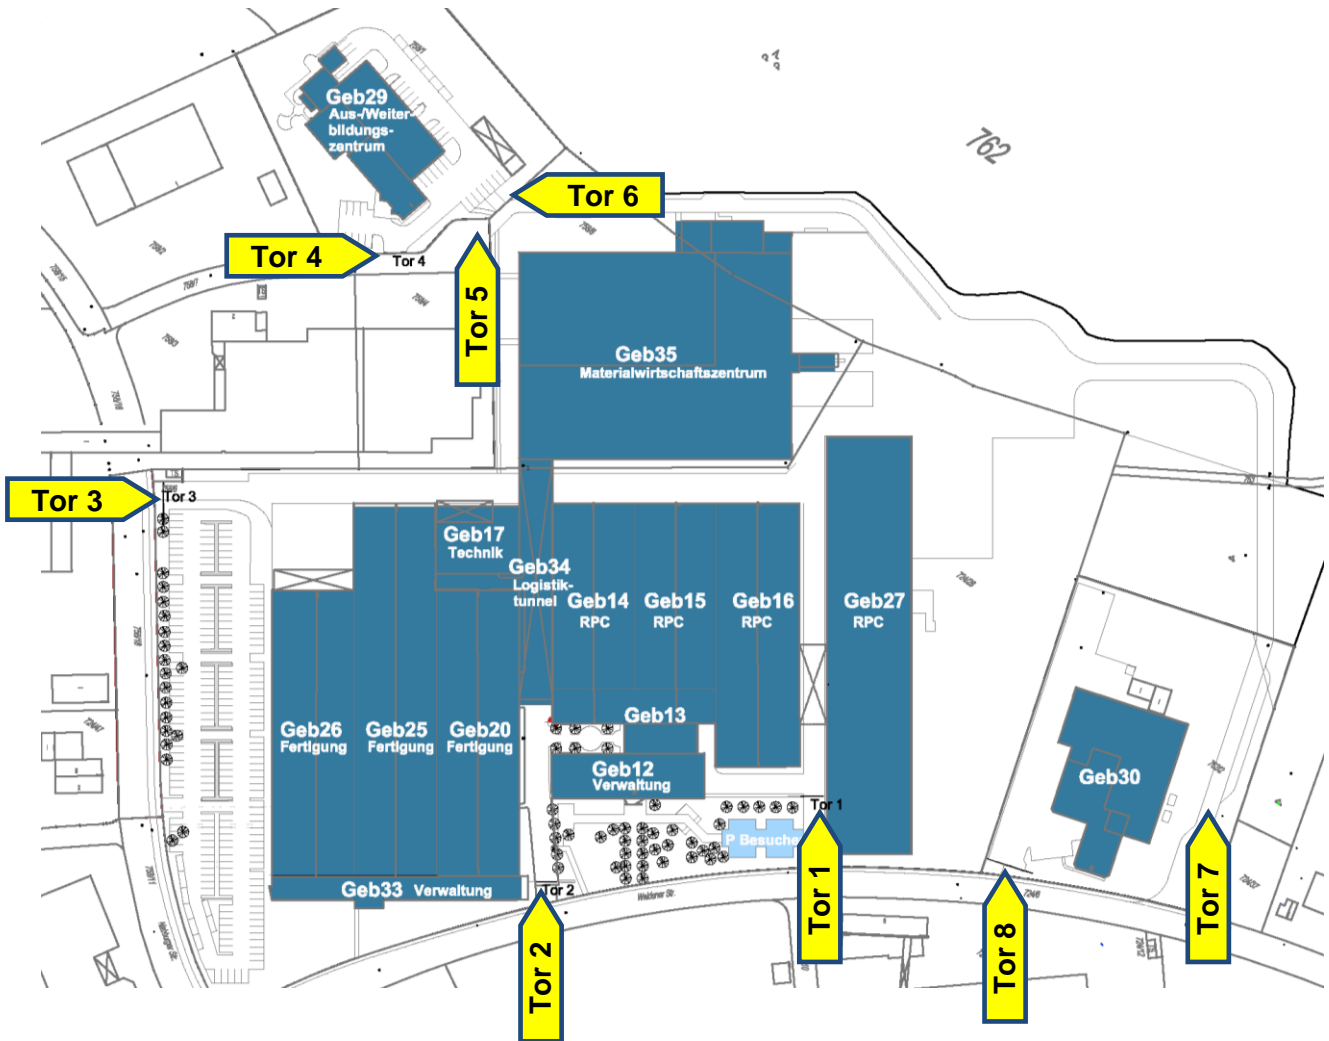 762
Geb29
Aus-/Weiter-
bildungs-
zentrum
Tor 6
Tor 4
Tor 4
Tor 5
Geb35
Materialwirtschaftszentrum
Tor 3
Tor 3
Geb17
Technik
Geb34
Logistik-
tunnel
Geb14
RPC
Geb15
RPC
Geb16
RPC
Geb27
RPC
Geb26
Fertigung
Geb25
Fertigung
Geb20
Fertigung
Geb13
Geb12
Verwaltung
Geb30
Tor 1
P Besuche
Geb33 Verwaltung
Tor 2
Tor 2
Tor 1
Tor 8
Tor 7
Weidener Str.